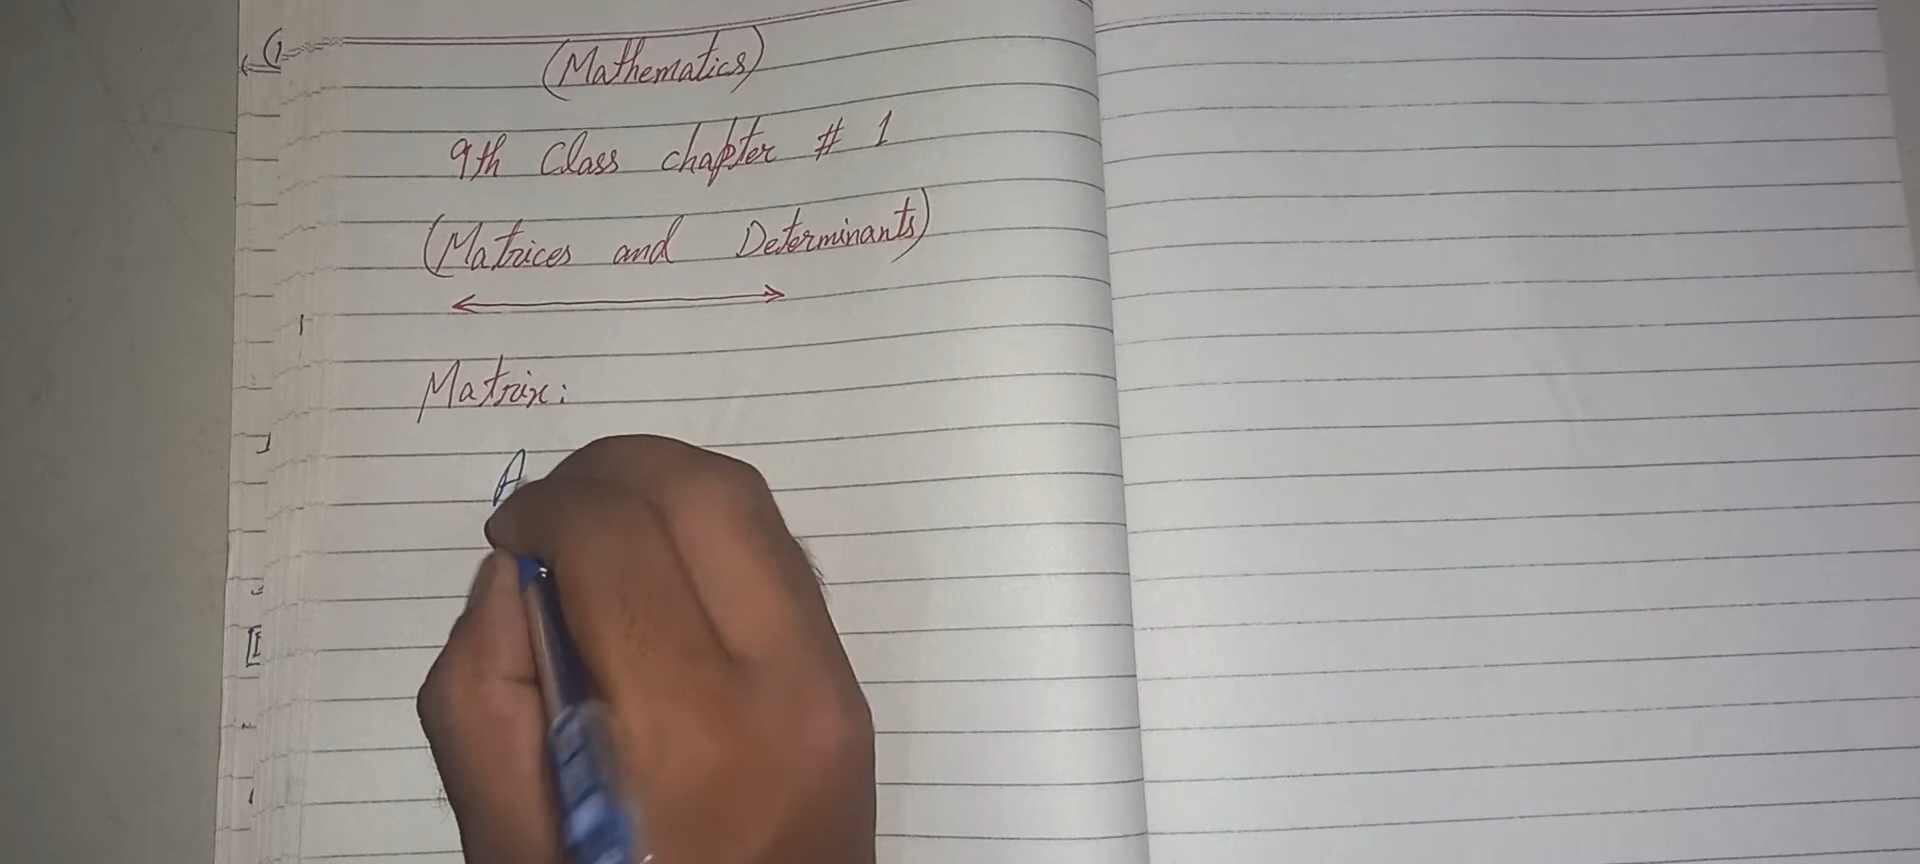 (Mathematics)
9th Class chapter # 1
(Matrices and Determinants)
Matrix:
A